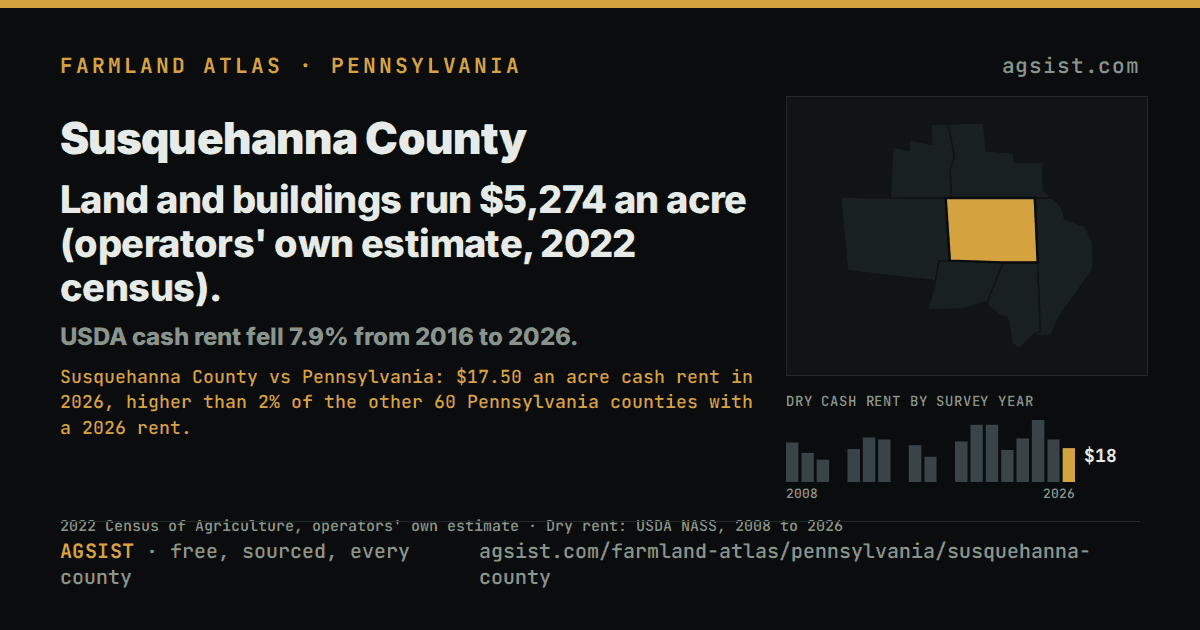 FARMLAND ATLAS · PENNSYLVANIA
agsist.com
Susquehanna County
Land and buildings run $5,274 an acre
(operators' own estimate, 2022
census).
USDA cash rent fell 7.9% from 2016 to 2026.
Susquehanna County vs Pennsylvania: $17.50 an acre cash rent in
2026, higher than 2% of the other 60 Pennsylvania counties with
a 2026 rent.
DRY CASH RENT BY SURVEY YEAR
$18
2008
2026
2022 Census of Agriculture, operators' own estimate · Dry rent: USDA NASS, 2008 to 2026
AGSIST · free, sourced, every
county
agsist.com/farmland-atlas/pennsylvania/susquehanna-
county